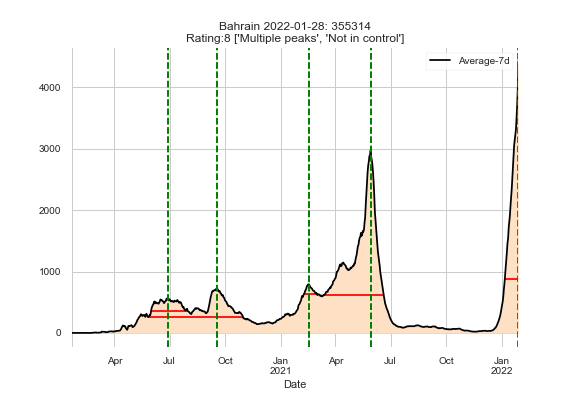 Bahrain 2022-01-28: 355314
Rating:8 ['Multiple peaks', 'Not in control']
Average-7d
4000
3000
2000
1000
0
Apr
Jul
Oct
Jan
2021
Apr
Jul
Oct
Jan
2022
Date